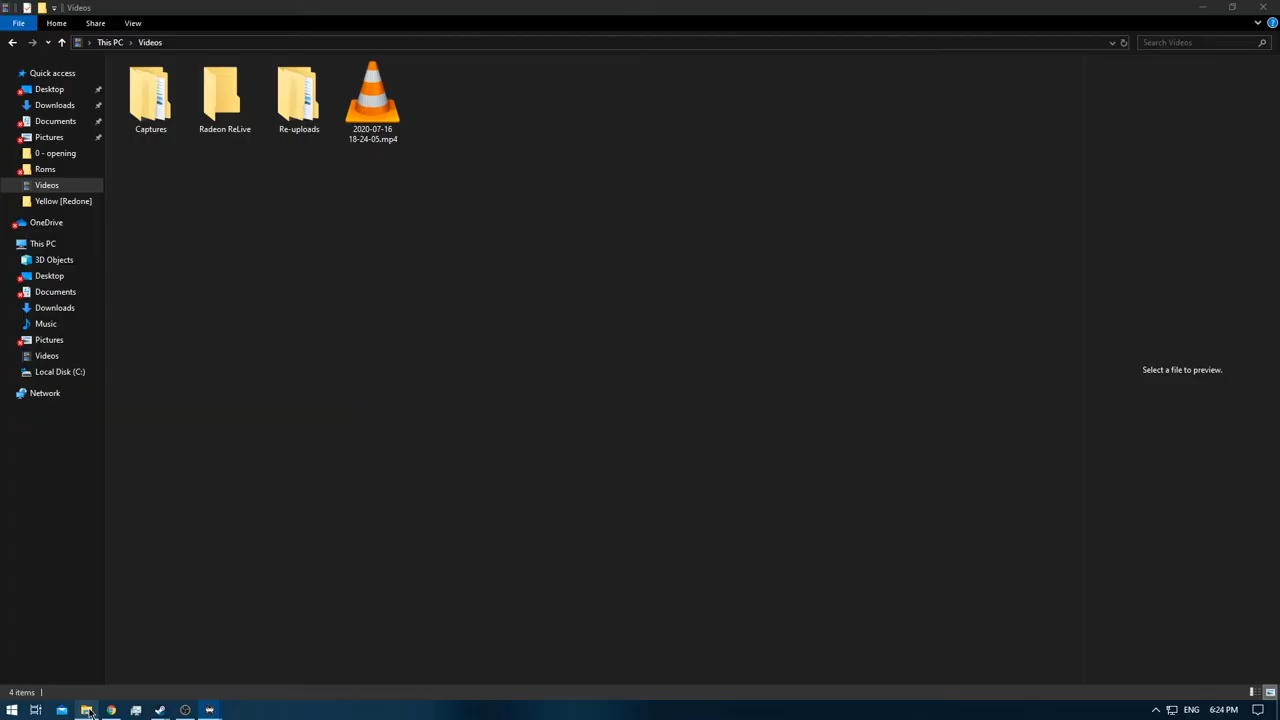 Videos
File Home Share View
This PC Videos
Search Videos
Quick access
Desktop
Downloads
Documents
Pictures
0 - opening
Roms
Videos
Yellow [Redone]
OneDrive
This PC
3D Objects
Desktop
Documents
Downloads
Music
Pictures
Videos
Local Disk (C:)
Network
Captures
Radeon ReLive
Re-uploads
2020-07-16
18-24-05.mp4
Select a file to preview.
4 items
ENG 6:24 PM